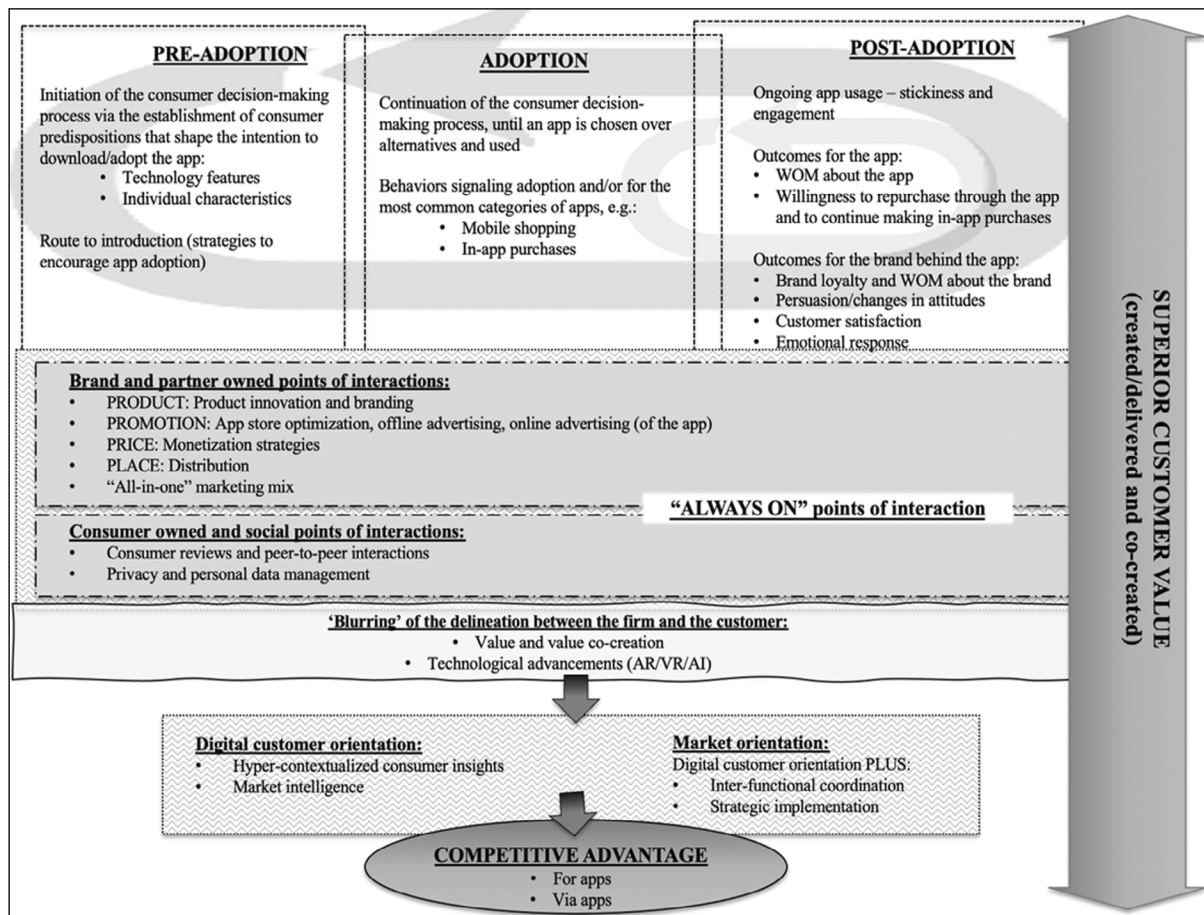 PRE-ADOPTION
Initiation of the consumer decision-making
process via the establishment of consumer
predispositions that shape the intention to
download/adopt the app:
• Technology features
• Individual characteristics
Route to introduction (strategies to
encourage app adoption)
ADOPTION
Continuation of the consumer decision-
making process, until an app is chosen over
alternatives and used
Behaviors signaling adoption and/or for the
most common categories of apps, e.g.:
• Mobile shopping
• In-app purchases
POST-ADOPTION
Ongoing app usage – stickiness and
engagement
Outcomes for the app:
• WOM about the app
• Willingness to repurchase through the app
and to continue making in-app purchases
Outcomes for the brand behind the app:
• Brand loyalty and WOM about the brand
• Persuasion/changes in attitudes
• Customer satisfaction
• Emotional response
Brand and partner owned points of interactions:
• PRODUCT: Product innovation and branding
• PROMOTION: App store optimization, offline advertising, online advertising (of the app)
• PRICE: Monetization strategies
• PLACE: Distribution
• “All-in-one” marketing mix
“ALWAYS ON” points of interaction
Consumer owned and social points of interactions:
• Consumer reviews and peer-to-peer interactions
• Privacy and personal data management
‘Blurring’ of the delineation between the firm and the customer:
• Value and value co-creation
• Technological advancements (AR/VR/AI)
Digital customer orientation:
• Hyper-contextualized consumer insights
• Market intelligence
Market orientation:
Digital customer orientation PLUS:
• Inter-functional coordination
• Strategic implementation
COMPETITIVE ADVANTAGE
• For apps
• Via apps
SUPERIOR CUSTOMER VALUE
(created/delivered and co-created)